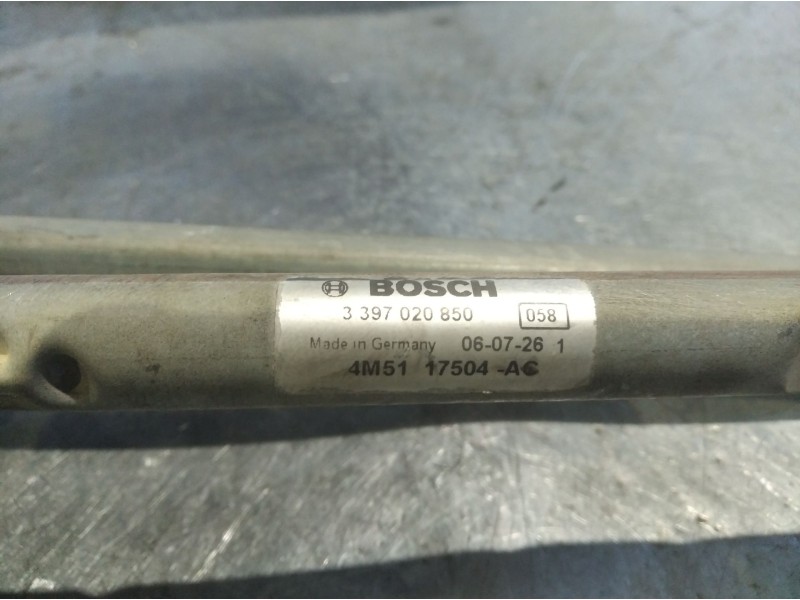 BOSCH
3 397 020 850 058
Made in Germany 06-07-26 1
4M51 17504 -AC